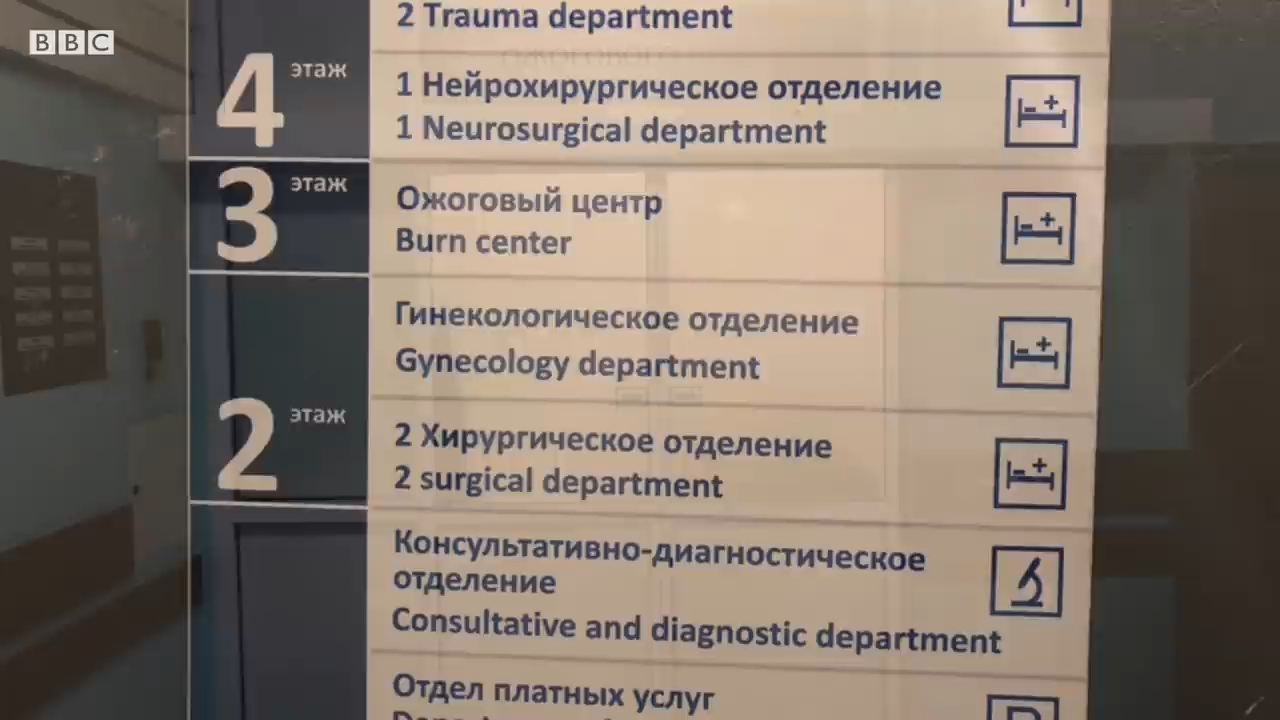 BBC
2 Trauma department
4 этаж
1 Нейрохирургическое отделение
1 Neurosurgical department
3 этаж
Ожоговый центр
Burn center
Гинекологическое отделение
Gynecology department
2 этаж
2 Хирургическое отделение
2 surgical department
Консультативно-диагностическое
отделение
Consultative and diagnostic department
Отдел платных услуг